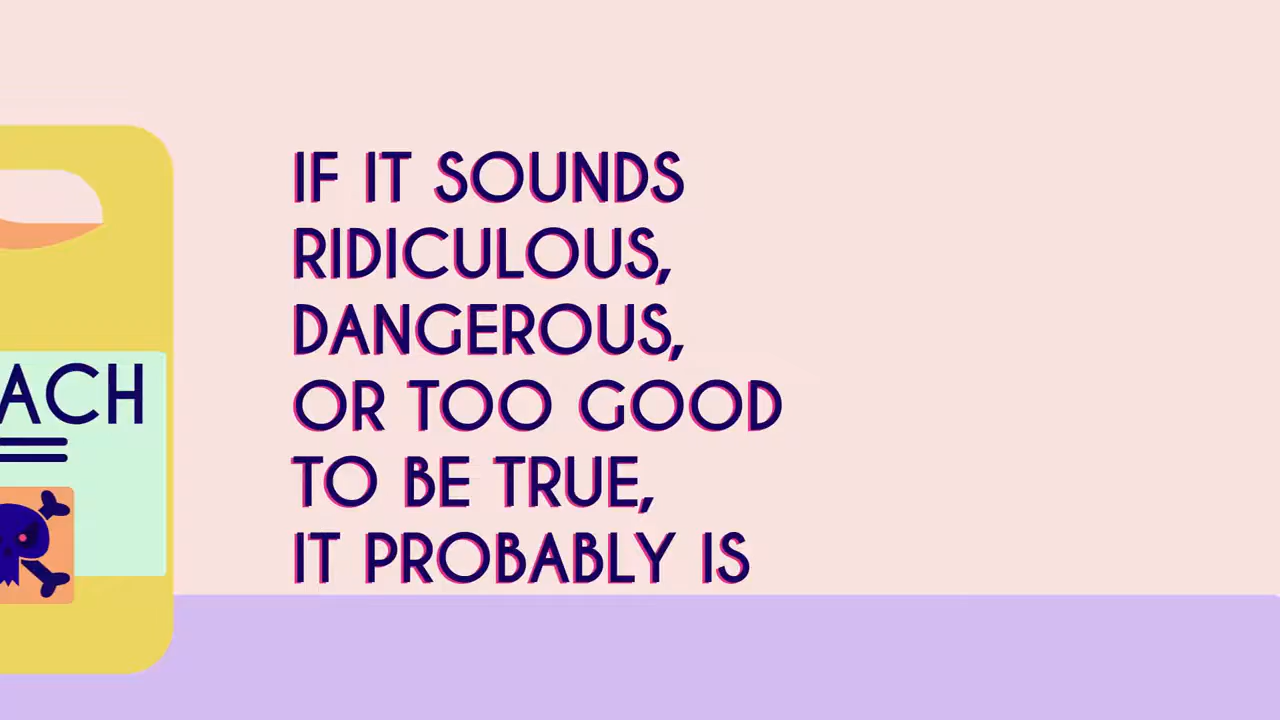 IF IT SOUNDS
RIDICULOUS,
DANGEROUS,
OR TOO GOOD
TO BE TRUE,
IT PROBABLY IS
ACH